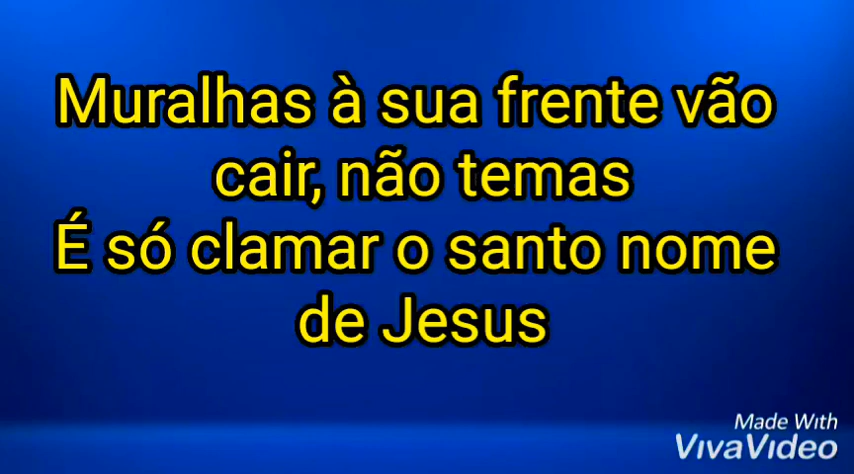 Muralhas à sua frente vão
cair, não temas
É só clamar o santo nome
de Jesus
Made With
VivaVideo